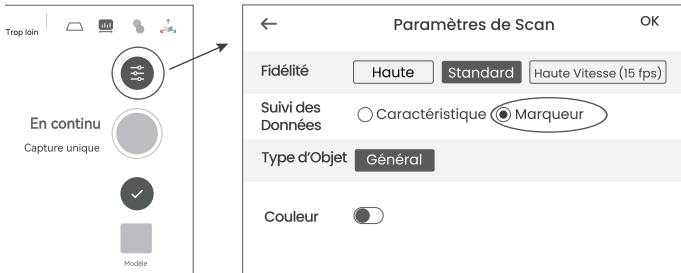 Trop loin
En continu
Capture unique
Modèle
Paramètres de Scan
OK
Fidélité
Haute
Standard
Haute Vitesse (15 fps)
Suivi des
Données
Caractéristique
Marqueur
Type d'Objet
Général
Couleur